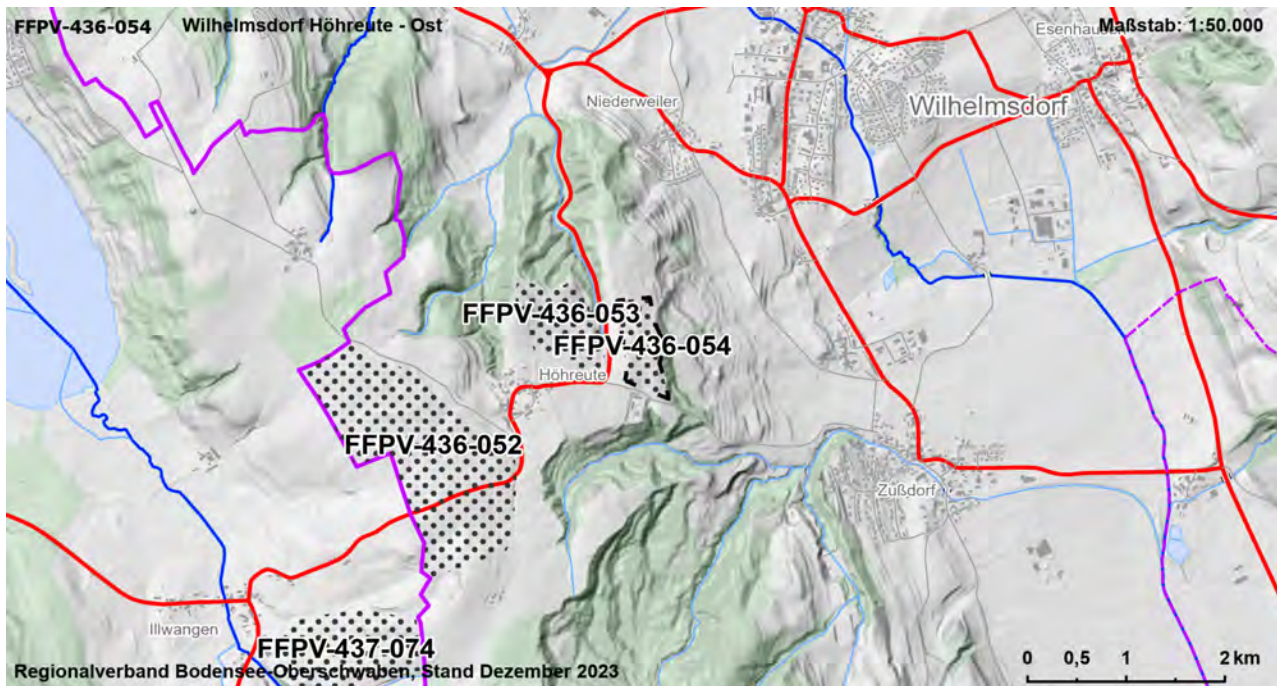 FFPV-436-054 Wilhelmsdorf Höhreute - Ost Maßstab: 1:50.000
Niederweiler
Wilhelmsdorf
FFPV-436-053
FFPV-436-054
Höhreute
FFPV-436-052
Zußdorf
Illwangen
FFPV-437-074
Regionalverband Bodensee-Oberschwaben, Stand Dezember 2023
0 0,5 1 2 km